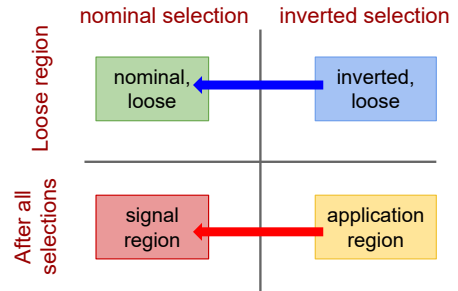 nominal selection
inverted selection
Loose region
nominal,
loose
inverted,
loose
After all
selections
signal
region
application
region